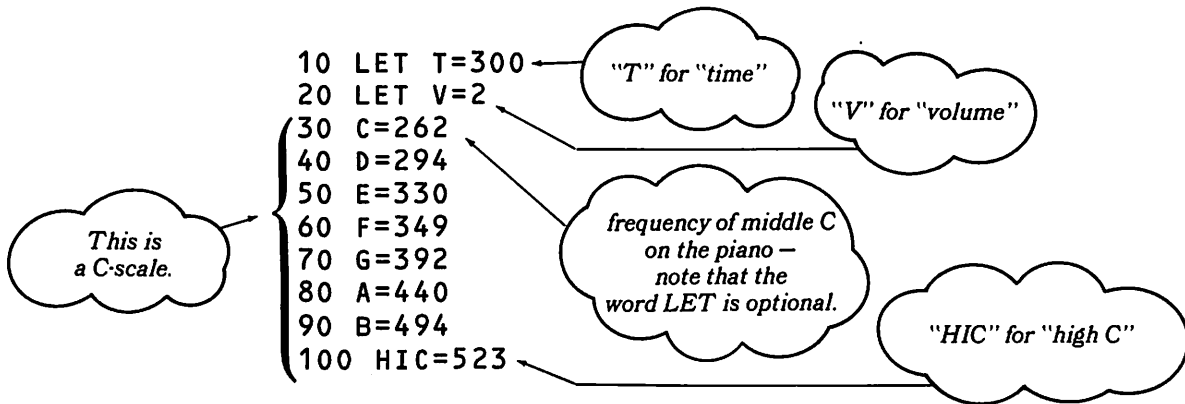 10 LET T=300
20 LET V=2
30 C=262
40 D=294
50 E=330
60 F=349
70 G=392
80 A=440
90 B=494
100 HIC=523
"T" for "time"
"V" for "volume"
This is
a C-scale.
frequency of middle C
on the piano —
note that the
word LET is optional.
"HIC" for "high C"